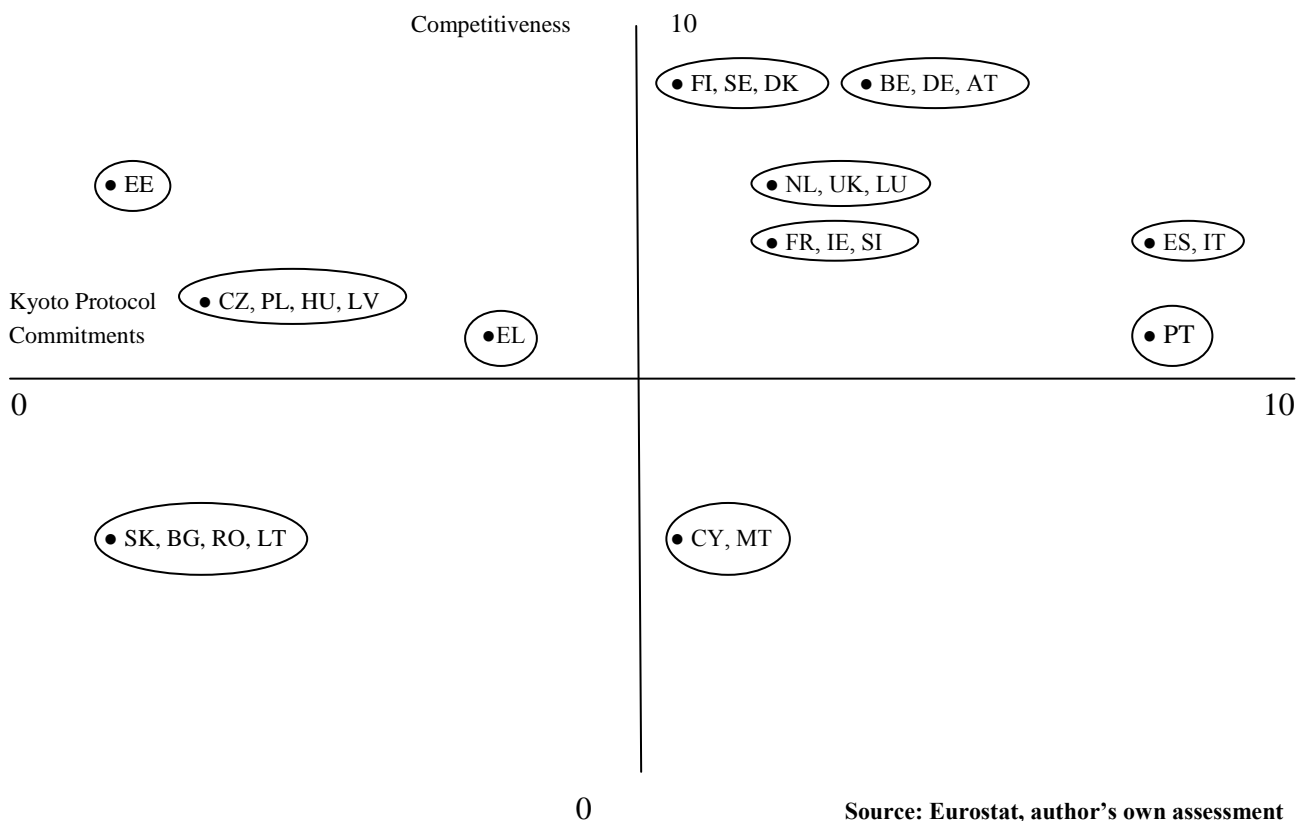 Competitiveness 10
● FI, SE, DK ● BE, DE, AT
● EE ● NL, UK, LU
● FR, IE, SI ● ES, IT
Kyoto Protocol ● CZ, PL, HU, LV
Commitments ●EL ● PT
0 10
● SK, BG, RO, LT ● CY, MT
0 Source: Eurostat, author’s own assessment